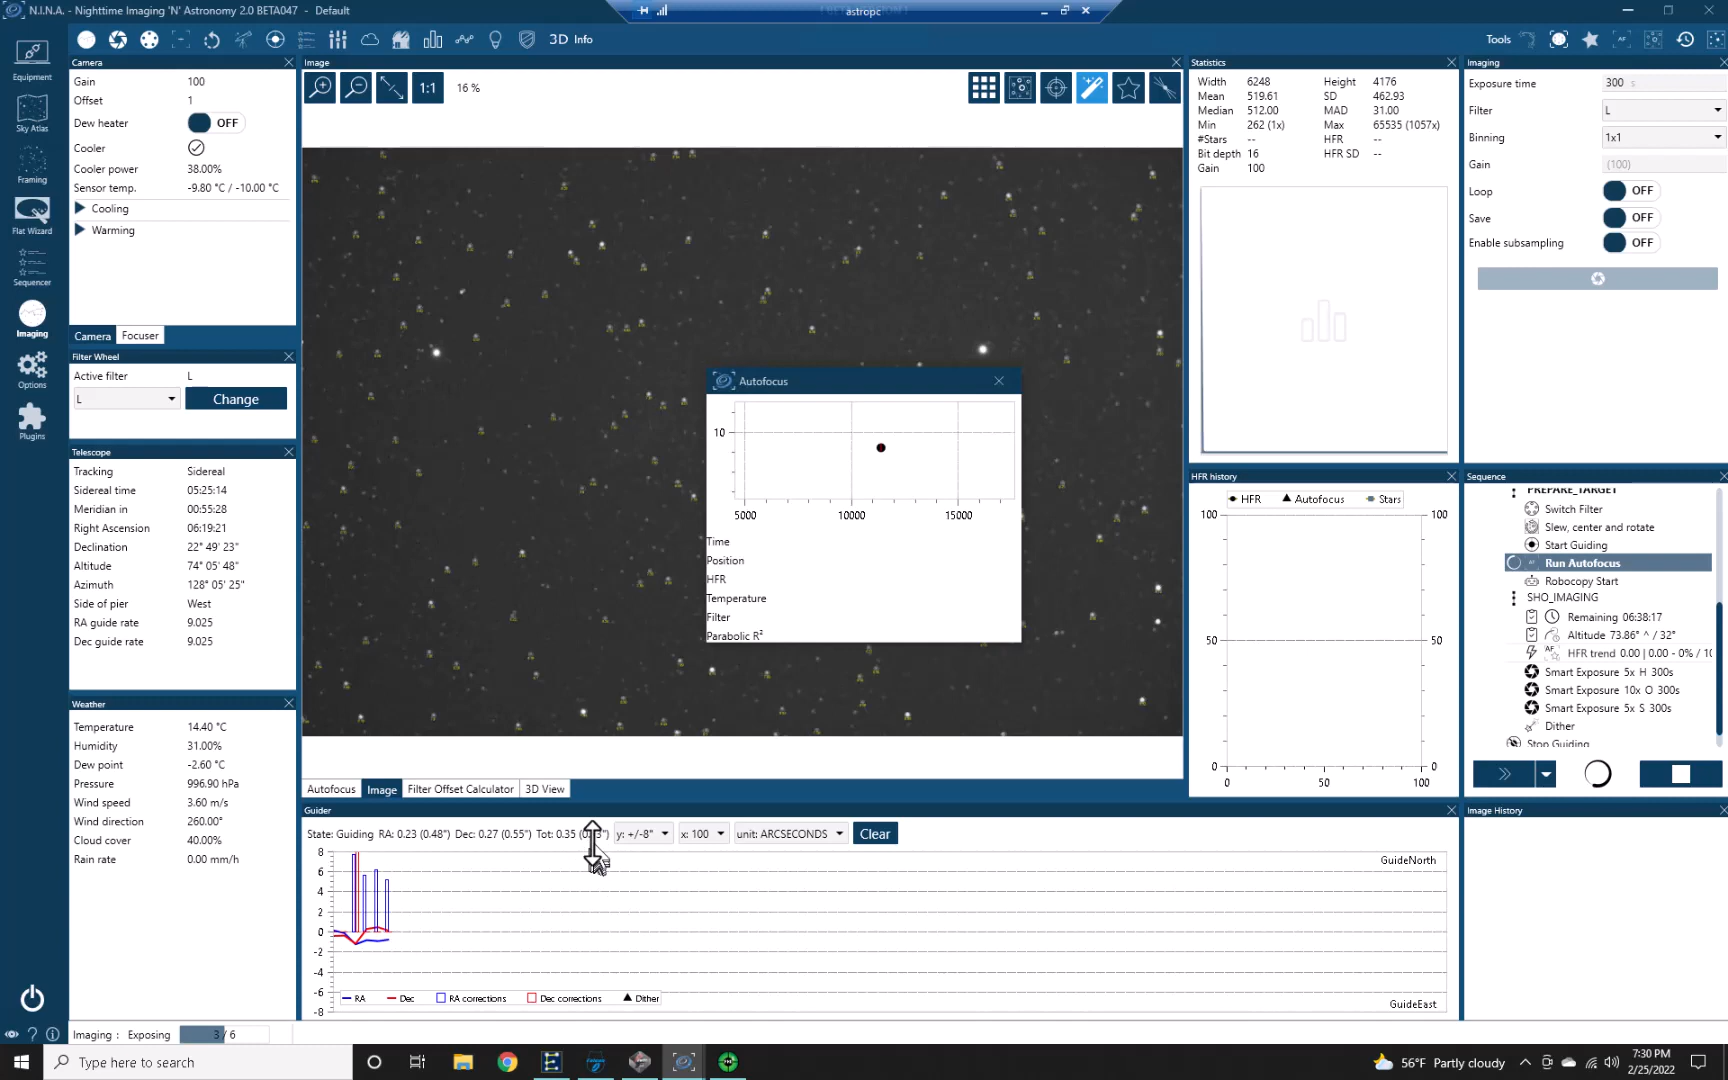 N.I.N.A. - Nighttime Imaging 'N' Astronomy 2.0 BETA047 - Default
astropc
3D Info
Tools
Equipment
Sky Atlas
Framing
Flat Wizard
Sequencer
Imaging
Options
Plugins
Camera
Gain 100
Offset 1
Dew heater OFF
Cooler
Cooler power 38.00%
Sensor temp. -9.80 °C / -10.00 °C
Cooling
Warming
Camera Focuser
Filter Wheel
Active filter L
L Change
Telescope
Tracking Sidereal
Sidereal time 05:25:14
Meridian in 00:55:28
Right Ascension 06:19:21
Declination 22° 49' 23"
Altitude 74° 05' 48"
Azimuth 128° 05' 25"
Side of pier West
RA guide rate 9.025
Dec guide rate 9.025
Weather
Temperature 14.40 °C
Humidity 31.00%
Dew point -2.60 °C
Pressure 996.90 hPa
Wind speed 3.60 m/s
Wind direction 260.00°
Cloud cover 40.00%
Rain rate 0.00 mm/h
Image
1:1 16 %
Autofocus
10
5000 10000 15000
Time
Position
HFR
Temperature
Filter
Parabolic R²
Autofocus Image Filter Offset Calculator 3D View
Guider
State: Guiding RA: 0.23 (0.48") Dec: 0.27 (0.55") Tot: 0.35 y: +/-8" x: 100 unit: ARCSECONDS Clear
8
6
4
2
0
-2
-4
-6
-8
GuideNorth
GuideEast
RA Dec RA corrections Dec corrections Dither
Statistics
Width 6248 Height 4176
Mean 519.61 SD 462.93
Median 512.00 MAD 31.00
Min 262 (1x) Max 65535 (1057x)
#Stars -- HFR --
Bit depth 16 HFR SD --
Gain 100
HFR history
HFR Autofocus Stars
100 100
50 50
0 0
0 50 100
Imaging
Exposure time 300 s
Filter L
Binning 1x1
Gain (100)
Loop OFF
Save OFF
Enable subsampling OFF
Sequence
PREPARE_TARGET
Switch Filter
Slew, center and rotate
Start Guiding
Run Autofocus
Robocopy Start
SHO_IMAGING
Remaining 06:38:17
Altitude 73.86° ^ / 32°
HFR trend 0.00 | 0.00 - 0% / 10
Smart Exposure 5x H 300s
Smart Exposure 10x O 300s
Smart Exposure 5x S 300s
Dither
Stop Guiding
Image History
Imaging : Exposing 3 / 6
Type here to search
56°F Partly cloudy
7:30 PM
2/25/2022